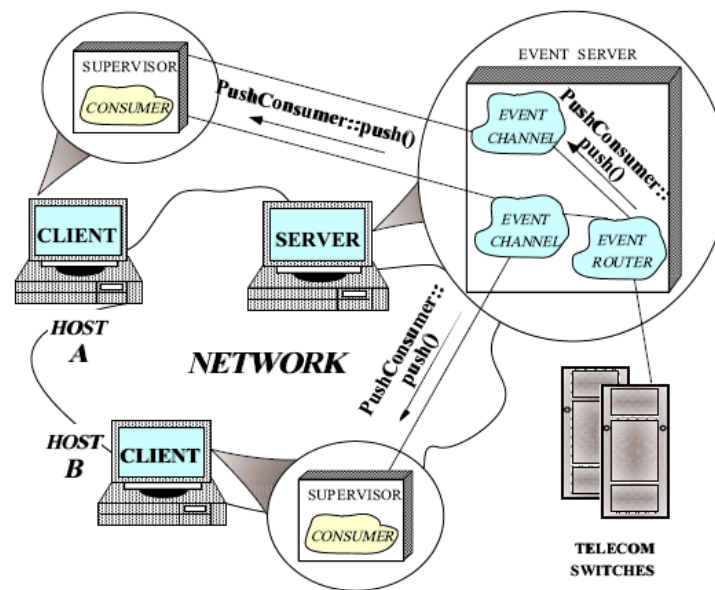 EVENT SERVER
SUPERVISOR
CONSUMER
PushConsumer::push()
EVENT
CHANNEL
PushConsumer::
push()
CLIENT
SERVER
EVENT
CHANNEL
EVENT
ROUTER
HOST
A
NETWORK
PushConsumer::
push()
HOST
B
CLIENT
SUPERVISOR
CONSUMER
TELECOM
SWITCHES